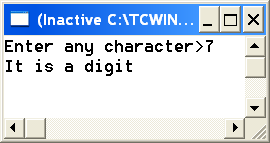 (Inactive C:\TCWIN...
Enter any character>7
It is a digit